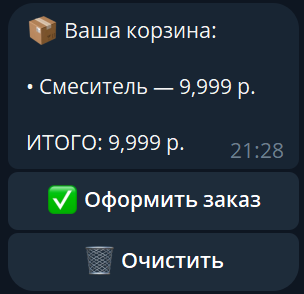 📦 Ваша корзина:
• Смеситель — 9,999 р.
ИТОГО: 9,999 р.
21:28
✅ Оформить заказ
🗑 Очистить